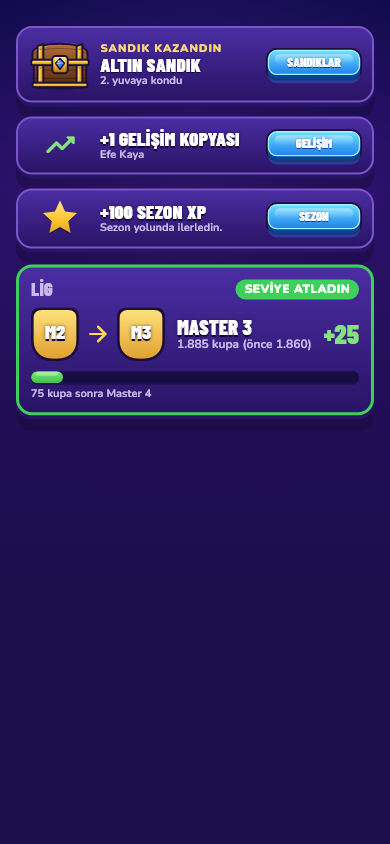 SANDIK KAZANDIN
ALTIN SANDIK
2. yuvaya kondu
SANDIKLAR
+1 GELİŞİM KOPYASI
Efe Kaya
GELİŞİM
+100 SEZON XP
Sezon yolunda ilerledin.
SEZON
LİG
SEVİYE ATLADIN
M2
M3
MASTER 3
1.885 kupa (önce 1.860)
+25
75 kupa sonra Master 4